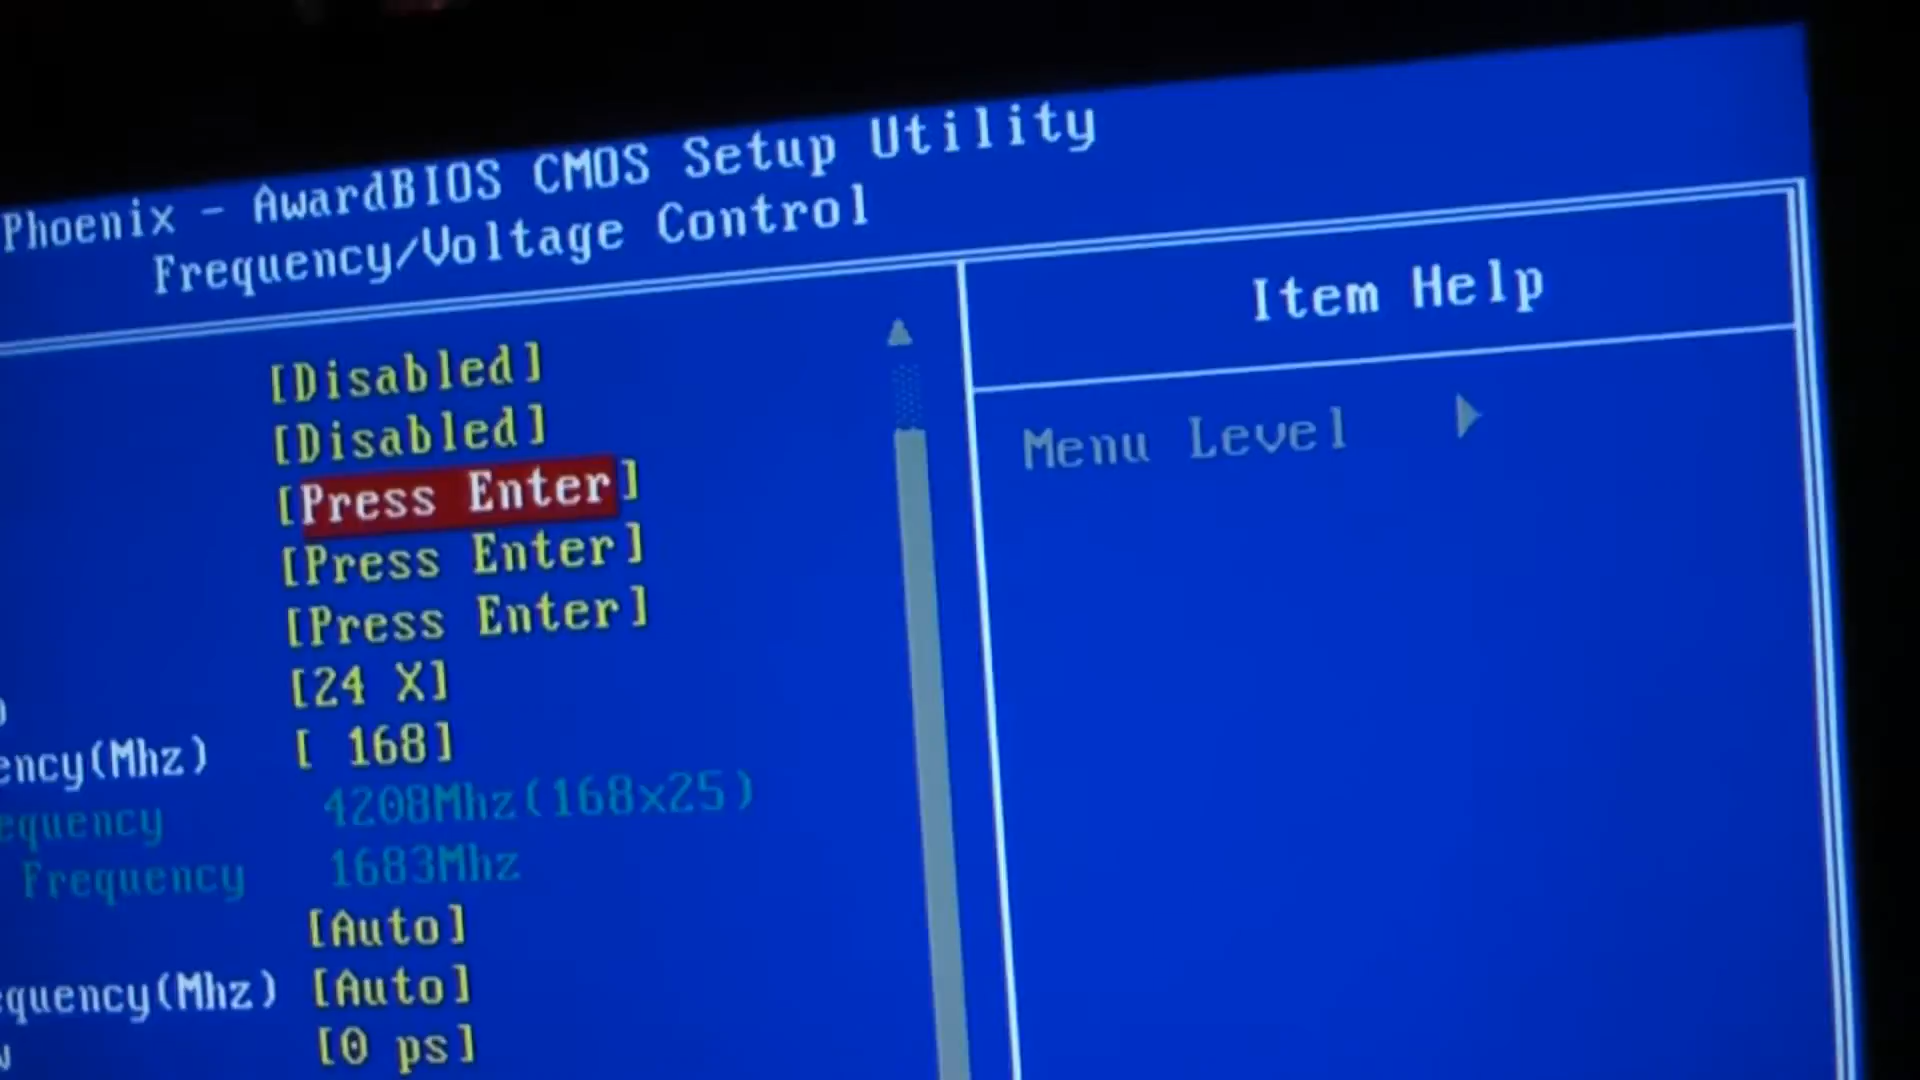 Phoenix - AwardBIOS CMOS Setup Utility
Frequency/Voltage Control
Item Help
Menu Level
[Disabled]
[Disabled]
[Press Enter]
[Press Enter]
[Press Enter]
[24 X]
ency(Mhz) [ 168]
equency 4208Mhz(168x25)
Frequency 1683Mhz
[Auto]
equency(Mhz) [Auto]
[0 ps]